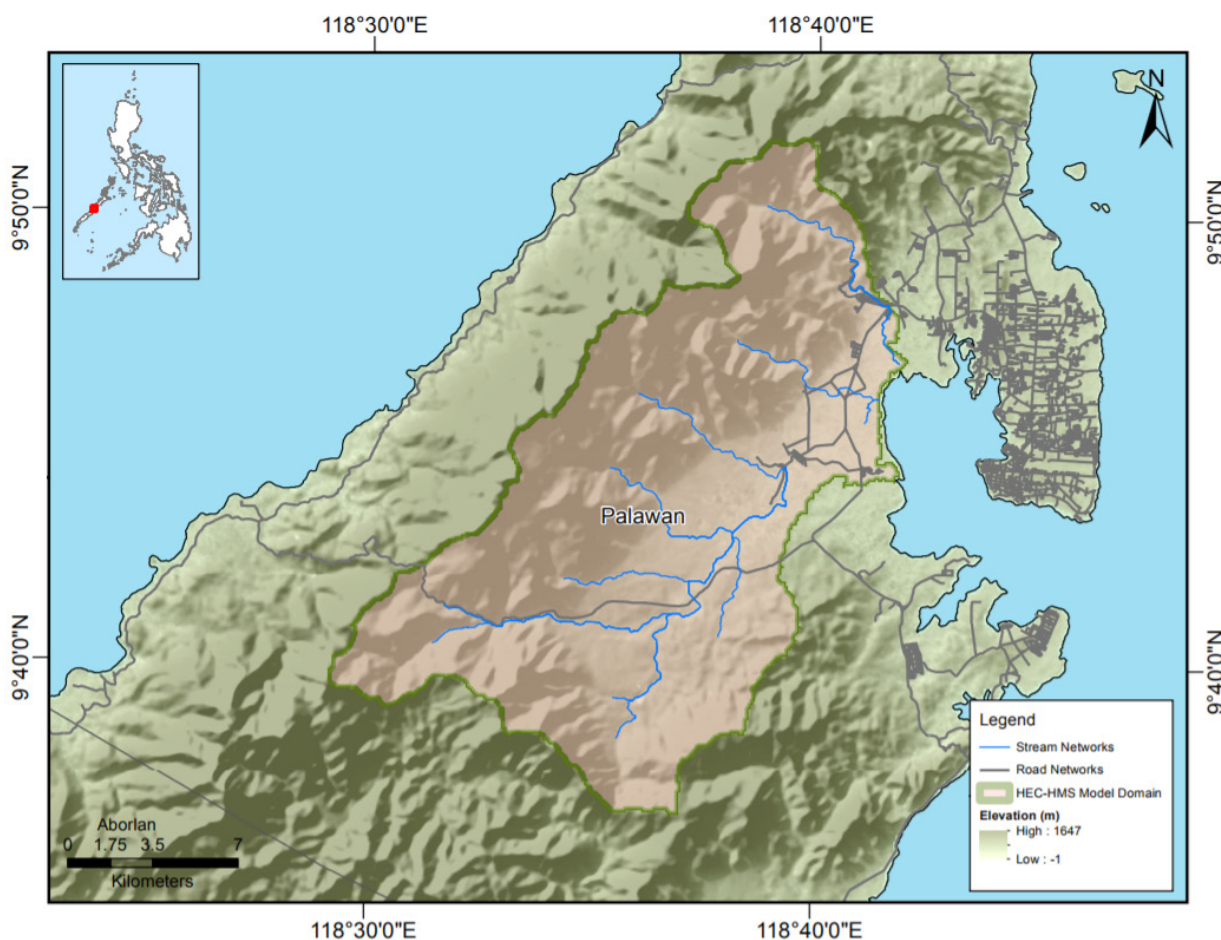 118°30'0"E
118°40'0"E
N
9°50'0"N
9°50'0"N
Palawan
9°40'0"N
9°40'0"N
Legend
Stream Networks
Road Networks
HEC-HMS Model Domain
Elevation (m)
High : 1647
Low : -1
Aborlan
0 1.75 3.5 7
Kilometers
118°30'0"E
118°40'0"E